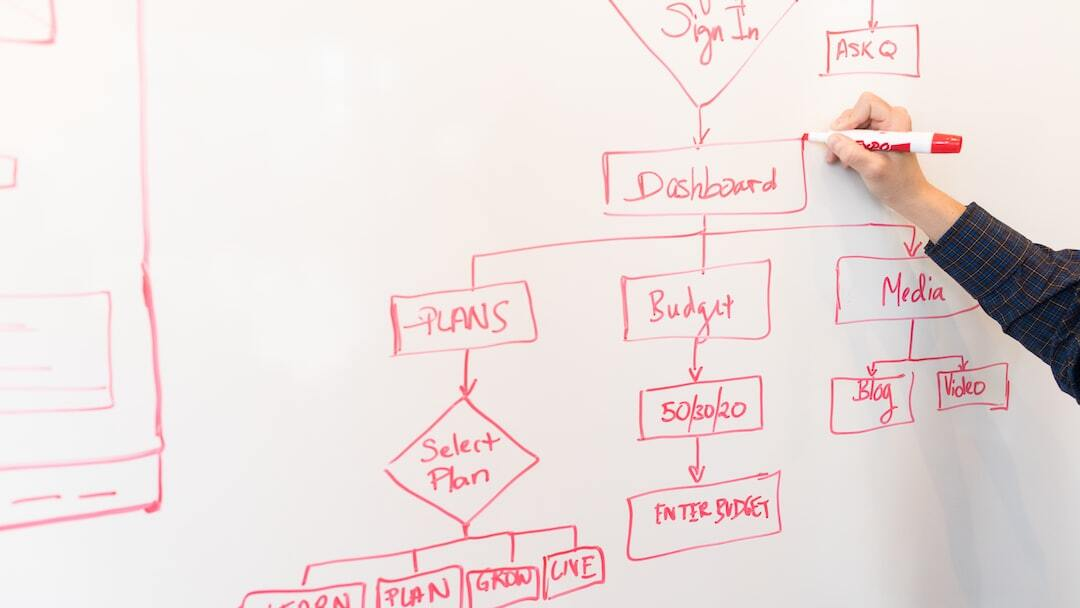 Sign In
ASK Q
Dashboard
PLANS
Budget
Media
Select
Plan
50/30/20
Blog
Video
ENTER BUDGET
LEARN
PLAN
GROW
LIVE